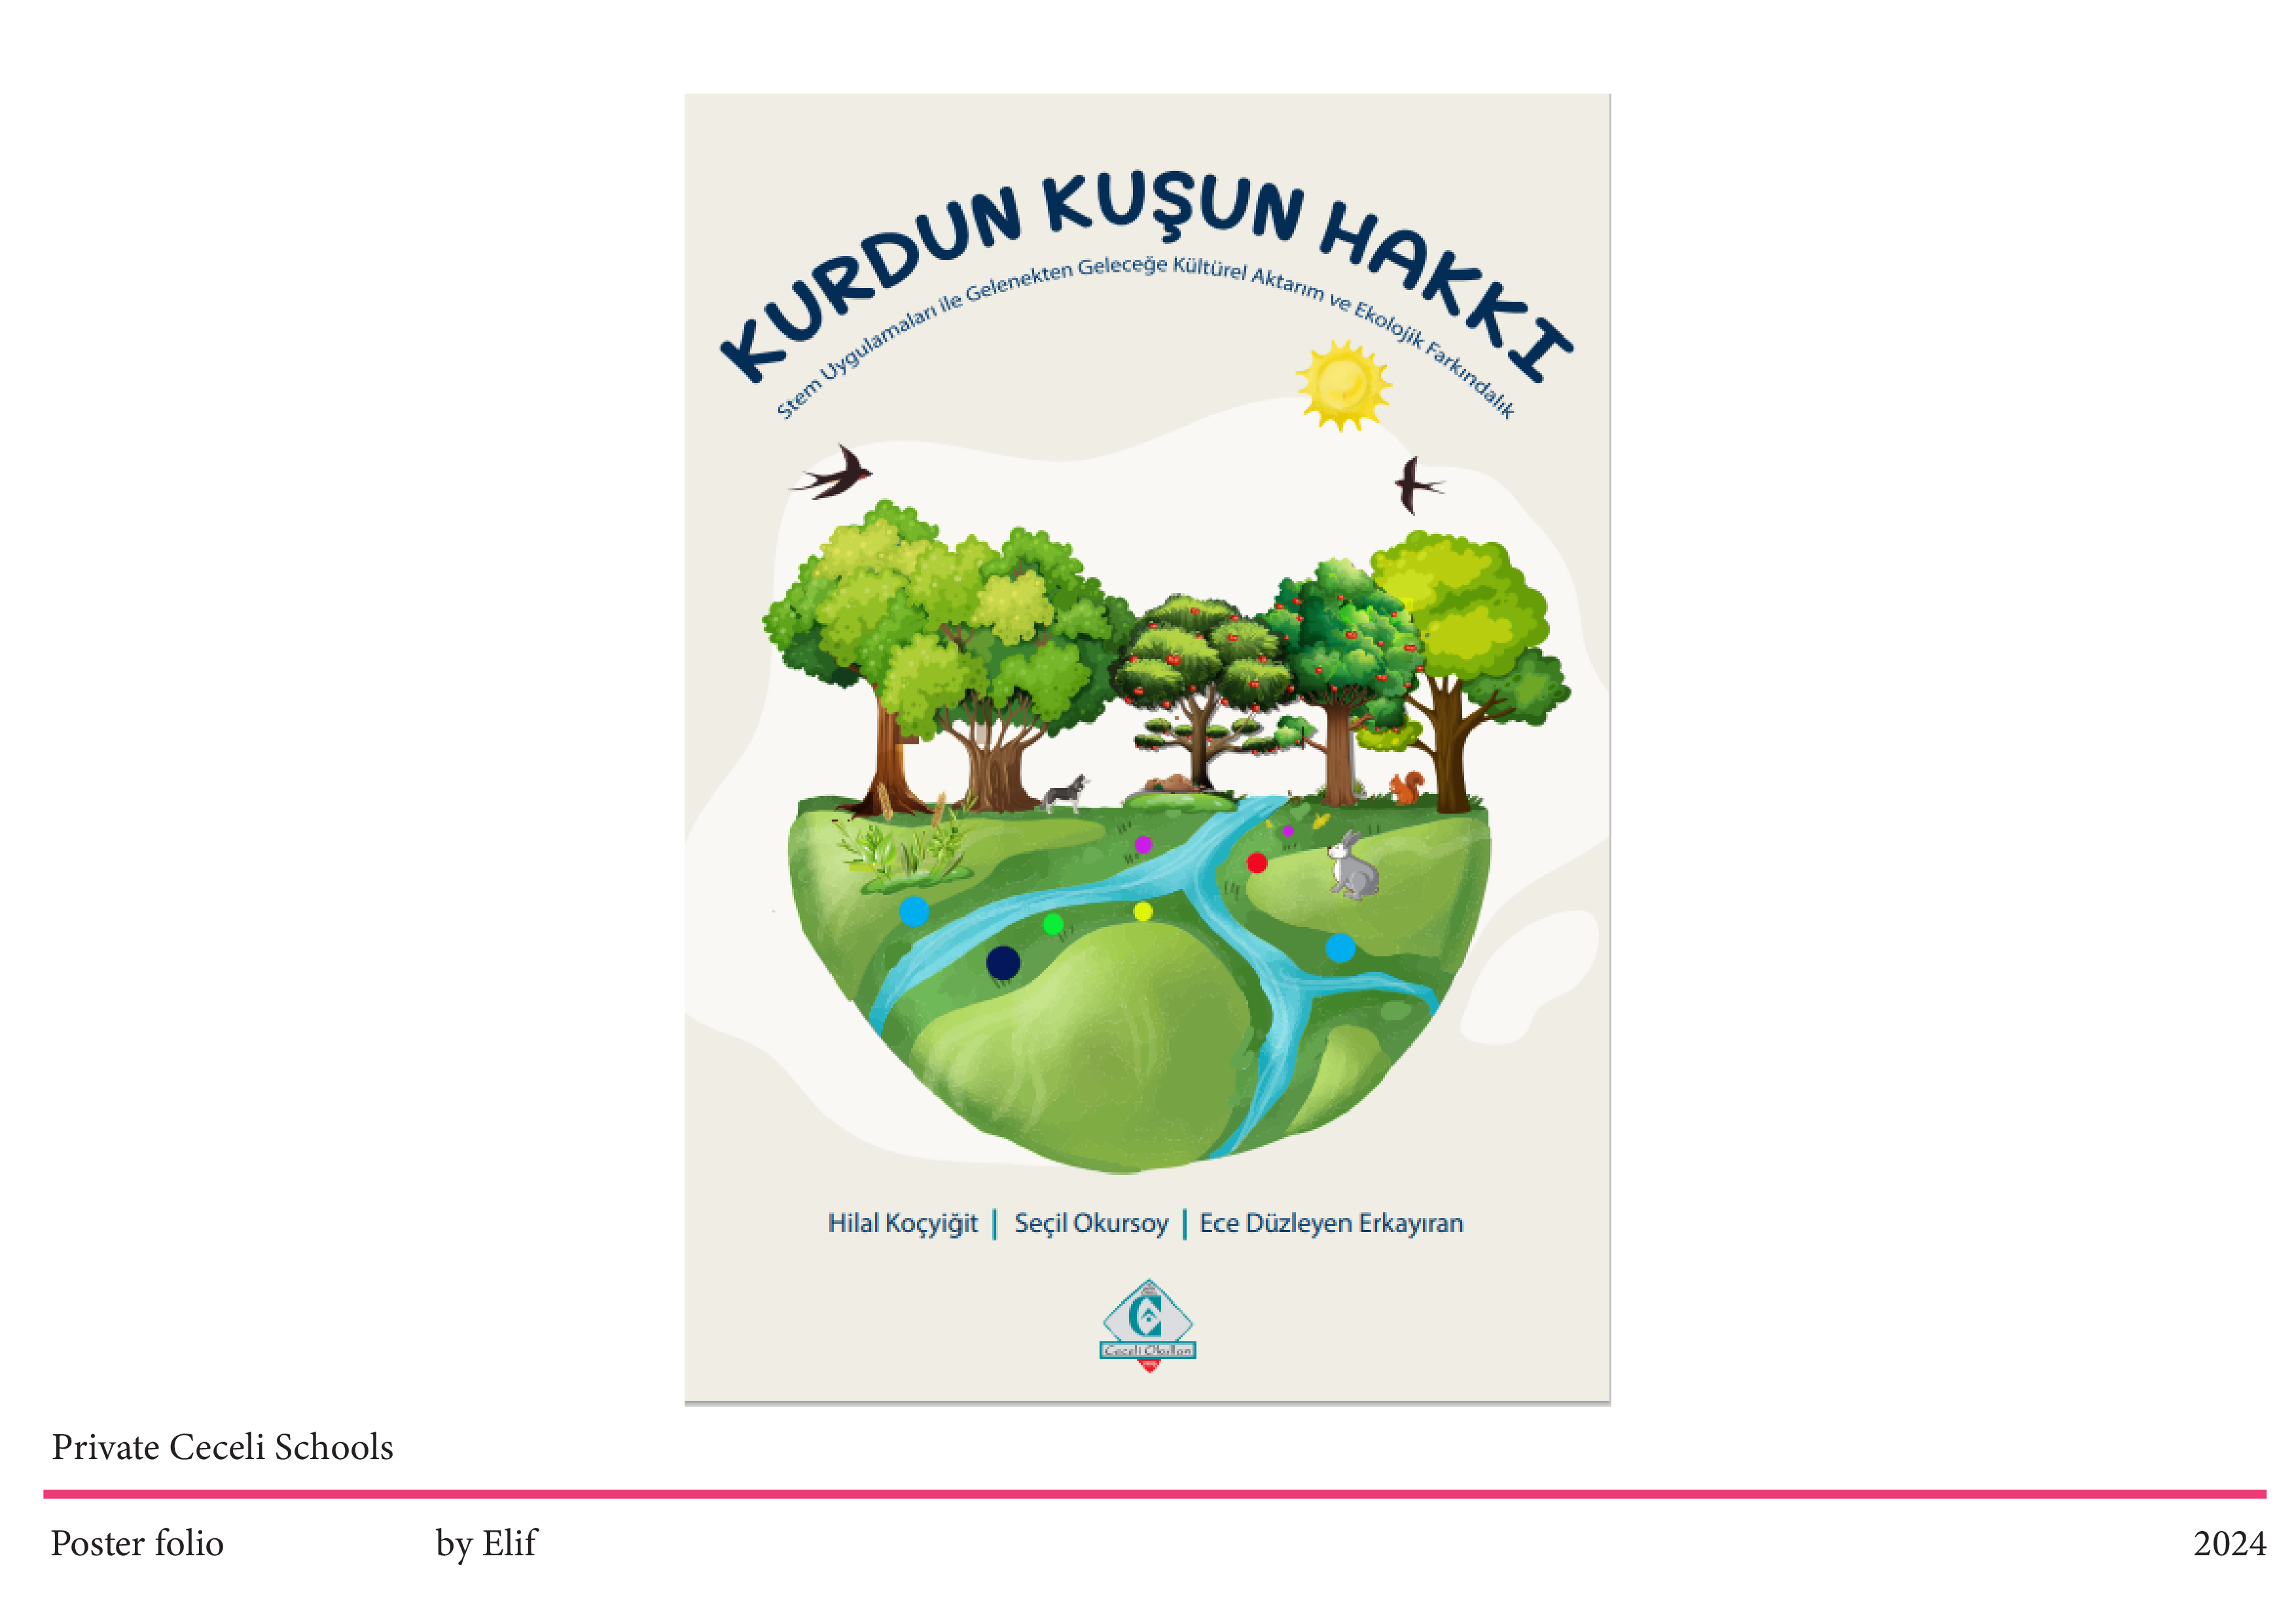 KURDUN KUŞUN HAKKI
Stem Uygulamaları ile Gelenekten Geleceğe Kültürel Aktarım ve Ekolojik Farkındalık
Hilal Koçyiğit | Seçil Okursoy | Ece Düzleyen Erkayıran
Ceceli Okulları
Private Ceceli Schools
Poster folio by Elif 2024